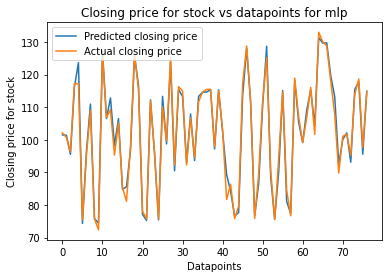 Closing price for stock vs datapoints for mlp
Predicted closing price
Actual closing price
Closing price for stock
130
120
110
100
90
80
70
0 10 20 30 40 50 60 70
Datapoints